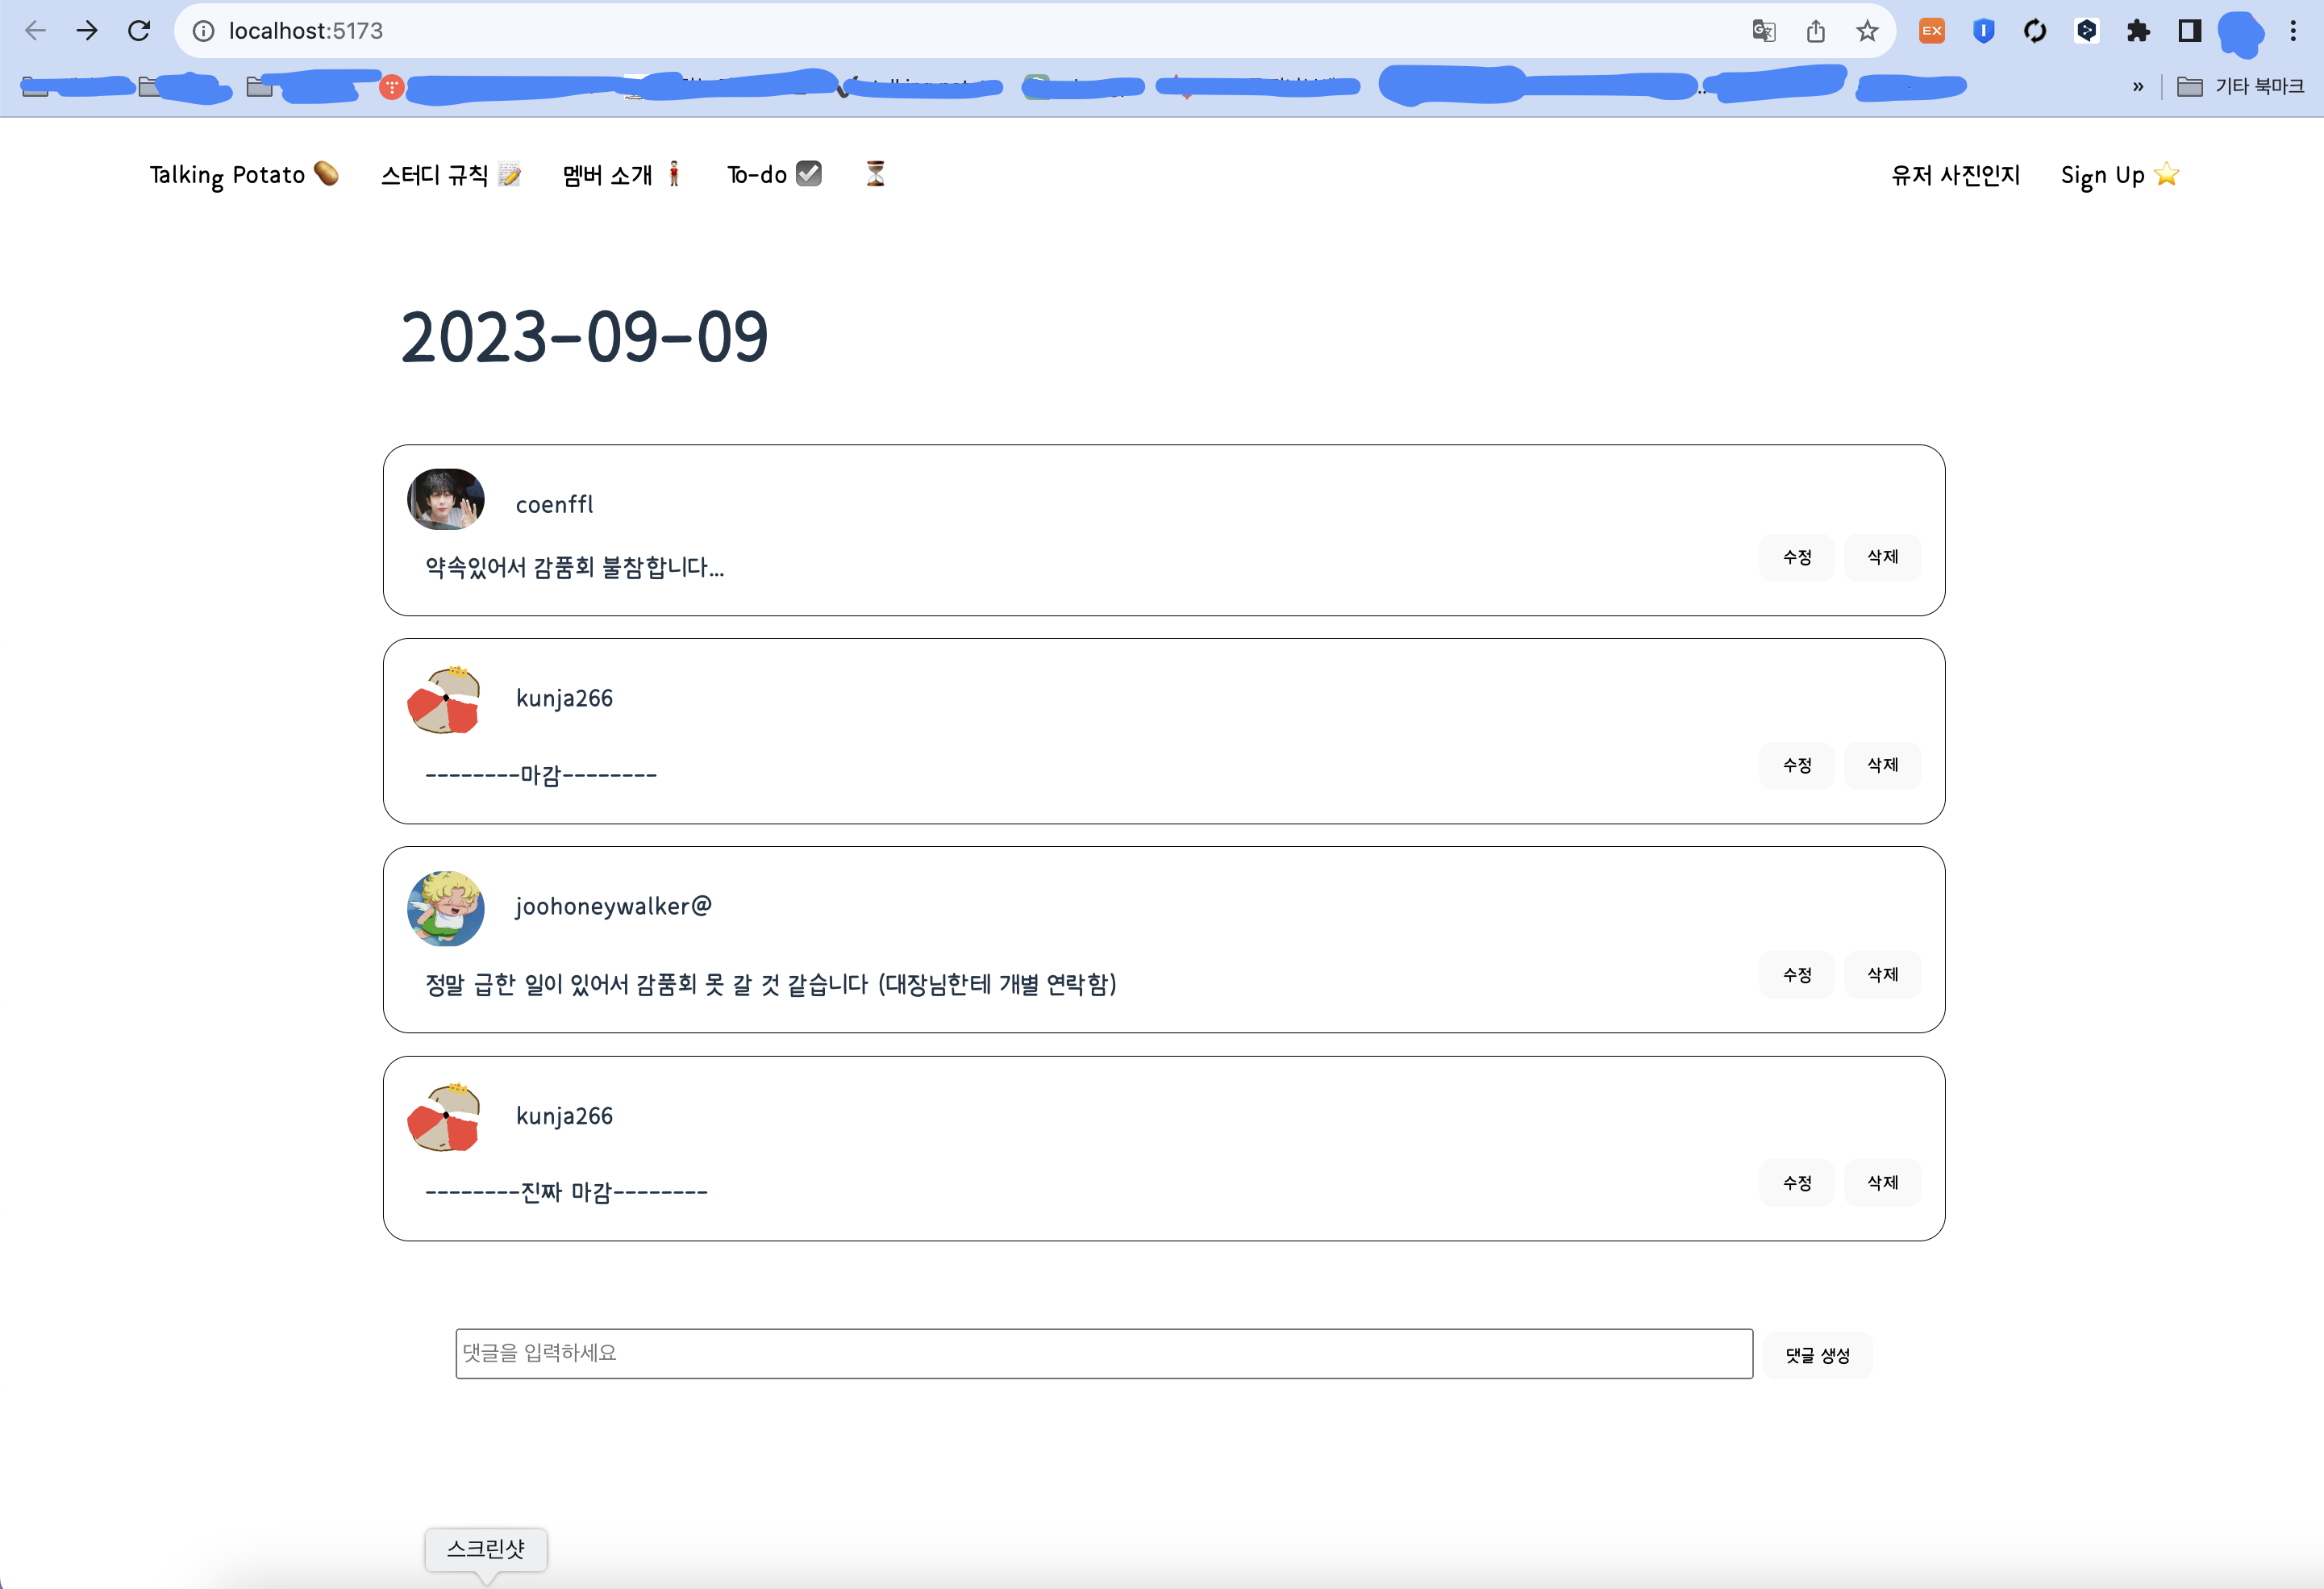 localhost:5173
EX
»
기타 북마크
Talking Potato 🥔 스터디 규칙 📝 멤버 소개 🧍 To-do ☑️ ⏳ 유저 사진인지 Sign Up ⭐
2023-09-09
coenffl
약속있어서 감품회 불참합니다...
수정 삭제
kunja266
--------마감--------
수정 삭제
joohoneywalker@
정말 급한 일이 있어서 감품회 못 갈 것 같습니다 (대장님한테 개별 연락함)
수정 삭제
kunja266
--------진짜 마감--------
수정 삭제
댓글을 입력하세요
댓글 생성
스크린샷